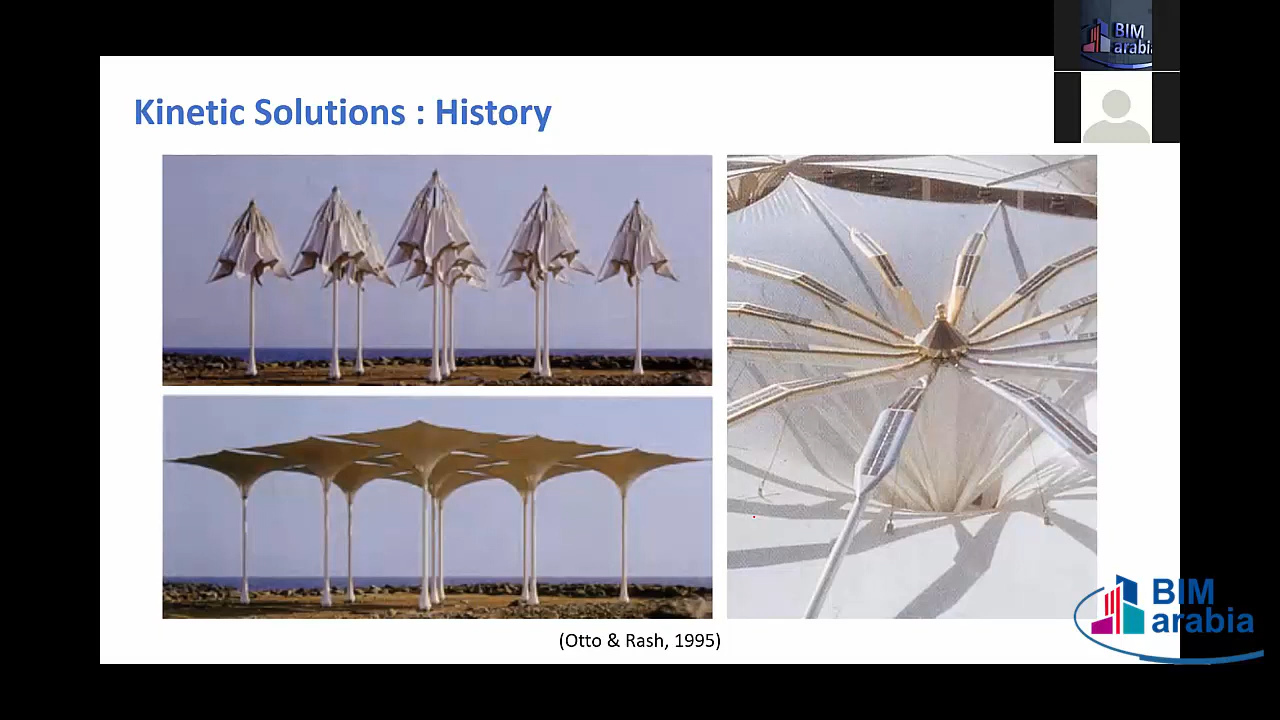 BIM
arabia
Kinetic Solutions : History
(Otto & Rash, 1995)
BIM
arabia